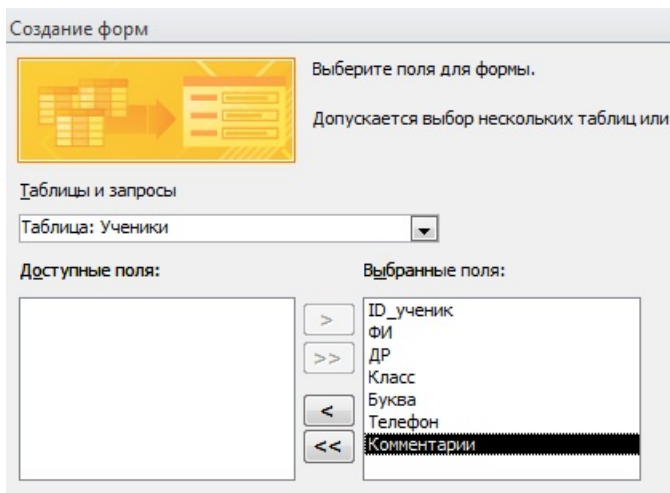 Создание форм
Выберите поля для формы.
Допускается выбор нескольких таблиц или
Таблицы и запросы
Таблица: Ученики
Доступные поля:
Выбранные поля:
>
>>
<
<<
ID_ученик
ФИ
ДР
Класс
Буква
Телефон
Комментарии